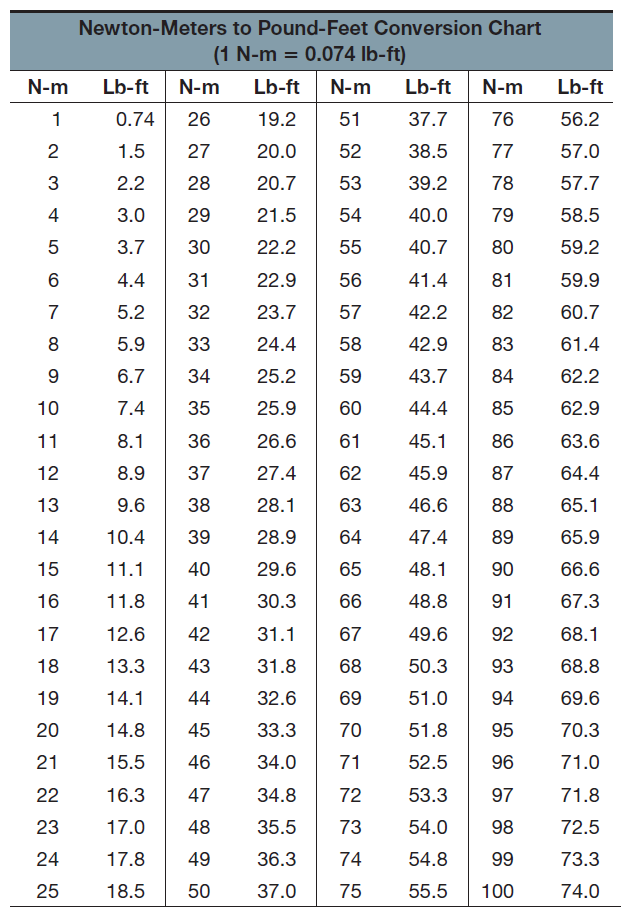 Newton-Meters to Pound-Feet Conversion Chart
(1 N-m = 0.074 lb-ft)
N-m Lb-ft N-m Lb-ft N-m Lb-ft N-m Lb-ft
1 0.74 26 19.2 51 37.7 76 56.2
2 1.5 27 20.0 52 38.5 77 57.0
3 2.2 28 20.7 53 39.2 78 57.7
4 3.0 29 21.5 54 40.0 79 58.5
5 3.7 30 22.2 55 40.7 80 59.2
6 4.4 31 22.9 56 41.4 81 59.9
7 5.2 32 23.7 57 42.2 82 60.7
8 5.9 33 24.4 58 42.9 83 61.4
9 6.7 34 25.2 59 43.7 84 62.2
10 7.4 35 25.9 60 44.4 85 62.9
11 8.1 36 26.6 61 45.1 86 63.6
12 8.9 37 27.4 62 45.9 87 64.4
13 9.6 38 28.1 63 46.6 88 65.1
14 10.4 39 28.9 64 47.4 89 65.9
15 11.1 40 29.6 65 48.1 90 66.6
16 11.8 41 30.3 66 48.8 91 67.3
17 12.6 42 31.1 67 49.6 92 68.1
18 13.3 43 31.8 68 50.3 93 68.8
19 14.1 44 32.6 69 51.0 94 69.6
20 14.8 45 33.3 70 51.8 95 70.3
21 15.5 46 34.0 71 52.5 96 71.0
22 16.3 47 34.8 72 53.3 97 71.8
23 17.0 48 35.5 73 54.0 98 72.5
24 17.8 49 36.3 74 54.8 99 73.3
25 18.5 50 37.0 75 55.5 100 74.0